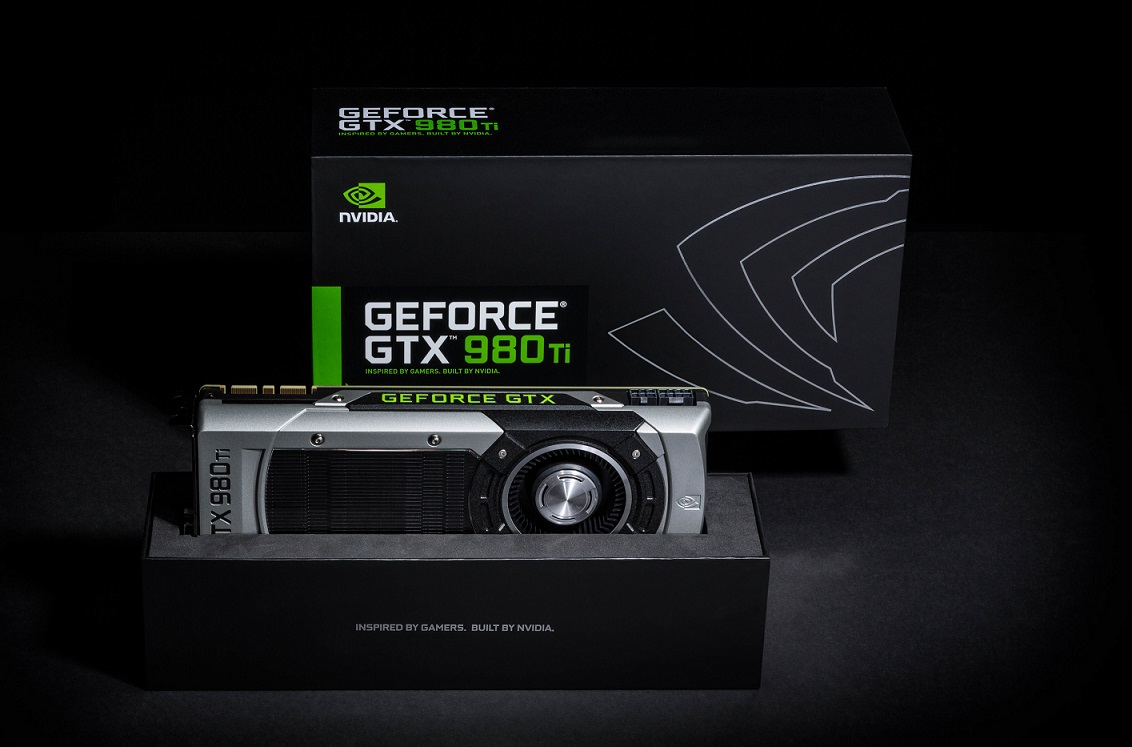 GEFORCE®
GTX™ 980Ti
INSPIRED BY GAMERS. BUILT BY NVIDIA.
NVIDIA.
GEFORCE®
GTX™ 980Ti
INSPIRED BY GAMERS. BUILT BY NVIDIA.
GEFORCE GTX
TX 980Ti
INSPIRED BY GAMERS. BUILT BY NVIDIA.